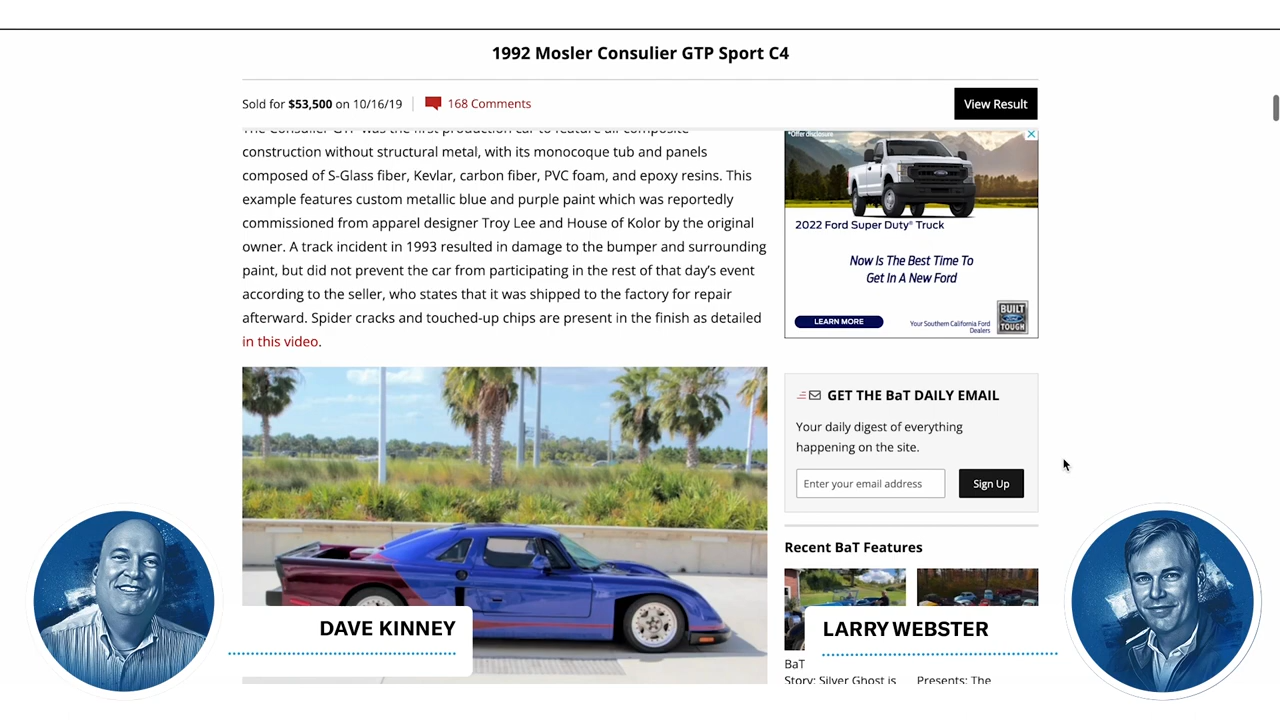 1992 Mosler Consulier GTP Sport C4
Sold for $53,500 on 10/16/19
168 Comments
View Result
The Consulier GTP was the first production car to feature all-composite
construction without structural metal, with its monocoque tub and panels
composed of S-Glass fiber, Kevlar, carbon fiber, PVC foam, and epoxy resins. This
example features custom metallic blue and purple paint which was reportedly
commissioned from apparel designer Troy Lee and House of Kolor by the original
owner. A track incident in 1993 resulted in damage to the bumper and surrounding
paint, but did not prevent the car from participating in the rest of that day's event
according to the seller, who states that it was shipped to the factory for repair
afterward. Spider cracks and touched-up chips are present in the finish as detailed
in this video.
*Offer disclosure
2022 Ford Super Duty® Truck
Now Is The Best Time To
Get In A New Ford
LEARN MORE
Your Southern California Ford
Dealers
BUILT
Ford
TOUGH
GET THE BaT DAILY EMAIL
Your daily digest of everything
happening on the site.
Enter your email address
Sign Up
Recent BaT Features
BaT
Story: Silver Ghost is
Presents: The
DAVE KINNEY
LARRY WEBSTER